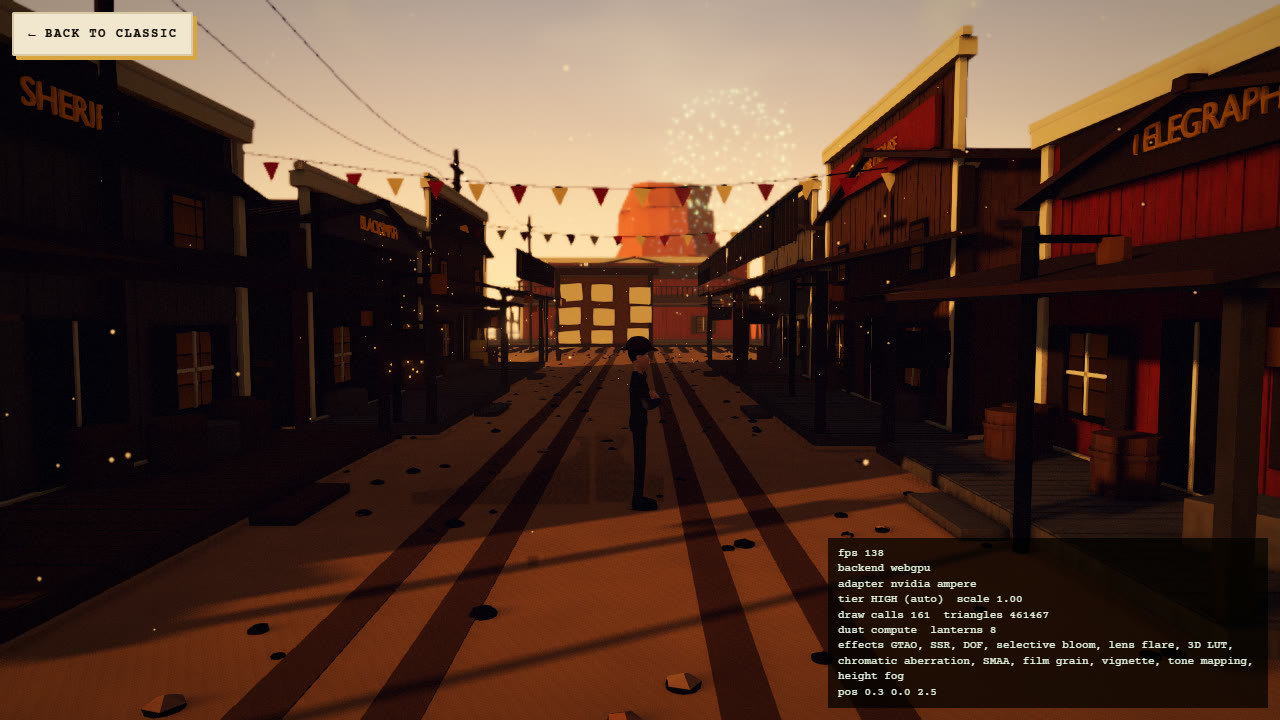 ← BACK TO CLASSIC
SHERIF
TELEGRAPH
BLACKSMITH
fps 138
backend webgpu
adapter nvidia ampere
tier HIGH (auto)  scale 1.00
draw calls 161  triangles 461467
dust compute  lanterns 8
effects GTAO, SSR, DOF, selective bloom, lens flare, 3D LUT,
chromatic aberration, SMAA, film grain, vignette, tone mapping,
height fog
pos 0.3 0.0 2.5